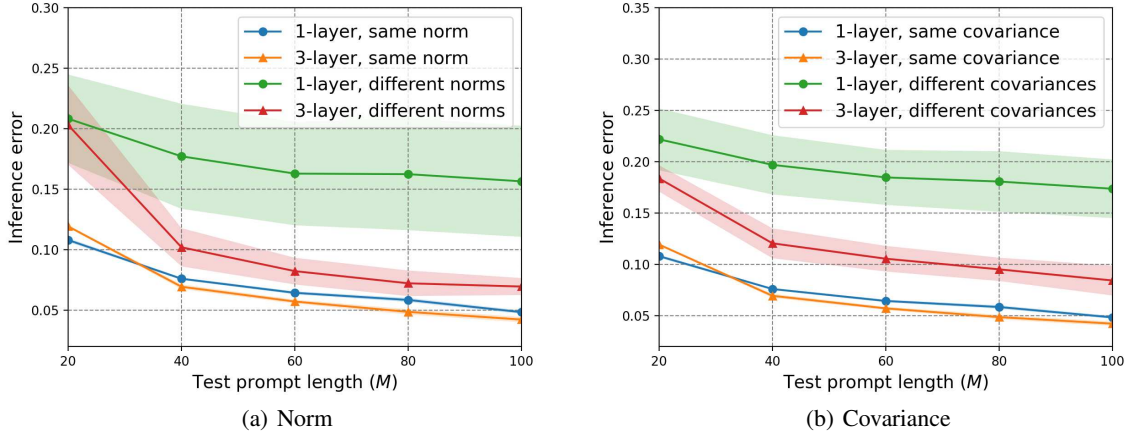 0.30
0.25
0.20
0.15
0.10
0.05
20
40
60
80
100
Inference error
Test prompt length (M)
1-layer, same norm
3-layer, same norm
1-layer, different norms
3-layer, different norms
(a) Norm
0.35
0.30
0.25
0.20
0.15
0.10
0.05
20
40
60
80
100
Inference error
Test prompt length (M)
1-layer, same covariance
3-layer, same covariance
1-layer, different covariances
3-layer, different covariances
(b) Covariance